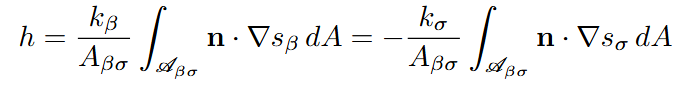 h = \frac{k_\beta}{A_{\beta\sigma}} \int_{\mathscr{A}_{\beta\sigma}} \mathbf{n} \cdot \nabla s_\beta \, dA = -\frac{k_\sigma}{A_{\beta\sigma}} \int_{\mathscr{A}_{\beta\sigma}} \mathbf{n} \cdot \nabla s_\sigma \, dA